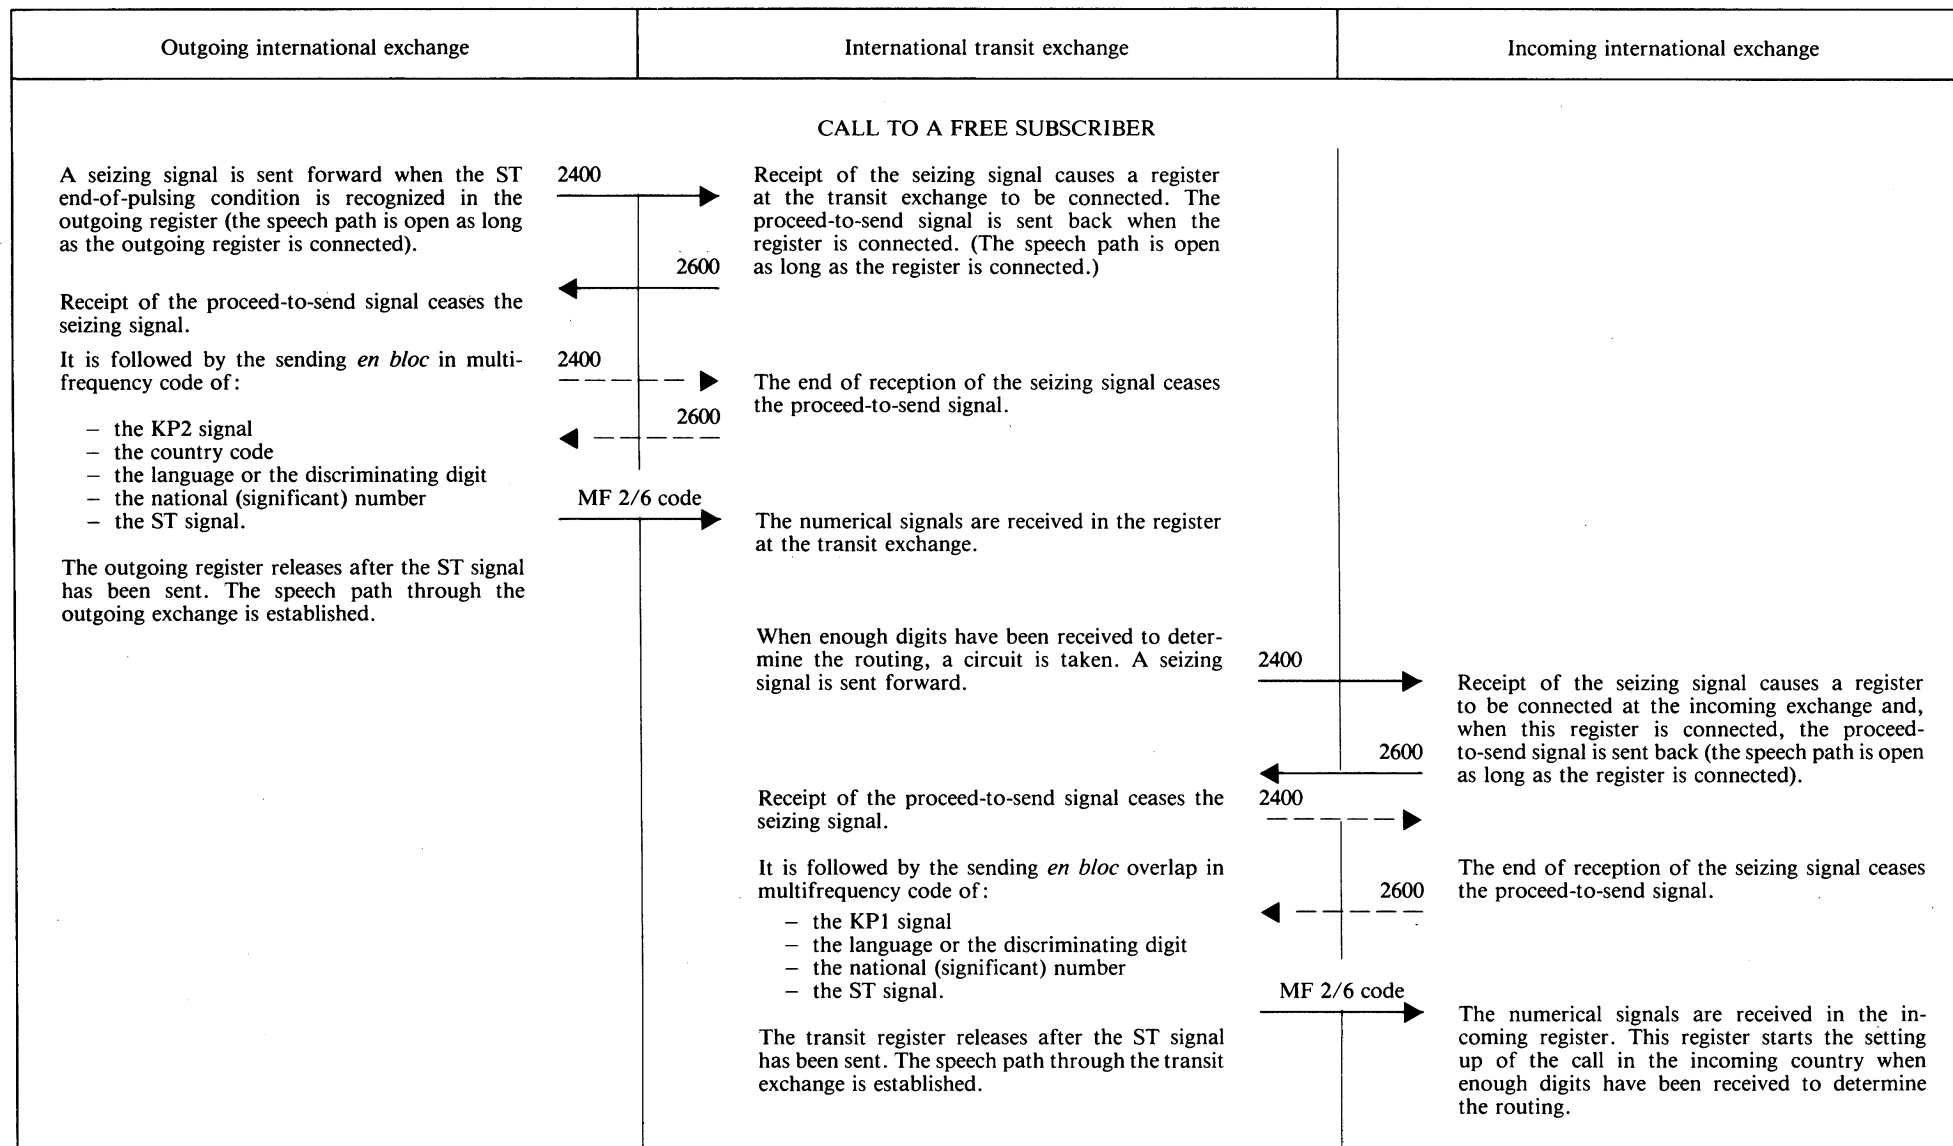 Outgoing international exchange
International transit exchange
Incoming international exchange
CALL TO A FREE SUBSCRIBER
A seizing signal is sent forward when the ST
end-of-pulsing condition is recognized in the
outgoing register (the speech path is open as long
as the outgoing register is connected).
2400
Receipt of the seizing signal causes a register
at the transit exchange to be connected. The
proceed-to-send signal is sent back when the
register is connected. (The speech path is open
as long as the register is connected.)
2600
Receipt of the proceed-to-send signal ceases the
seizing signal.
It is followed by the sending en bloc in multi-
frequency code of:
– the KP2 signal
– the country code
– the language or the discriminating digit
– the national (significant) number
– the ST signal.
2400
The end of reception of the seizing signal ceases
the proceed-to-send signal.
2600
MF 2/6 code
The numerical signals are received in the register
at the transit exchange.
The outgoing register releases after the ST signal
has been sent. The speech path through the
outgoing exchange is established.
When enough digits have been received to deter-
mine the routing, a circuit is taken. A seizing
signal is sent forward.
2400
Receipt of the seizing signal causes a register
to be connected at the incoming exchange and,
when this register is connected, the proceed-
to-send signal is sent back (the speech path is open
as long as the register is connected).
2600
Receipt of the proceed-to-send signal ceases the
seizing signal.
2400
It is followed by the sending en bloc overlap in
multifrequency code of:
– the KP1 signal
– the language or the discriminating digit
– the national (significant) number
– the ST signal.
The end of reception of the seizing signal ceases
the proceed-to-send signal.
2600
MF 2/6 code
The transit register releases after the ST signal
has been sent. The speech path through the transit
exchange is established.
The numerical signals are received in the in-
coming register. This register starts the setting
up of the call in the incoming country when
enough digits have been received to determine
the routing.